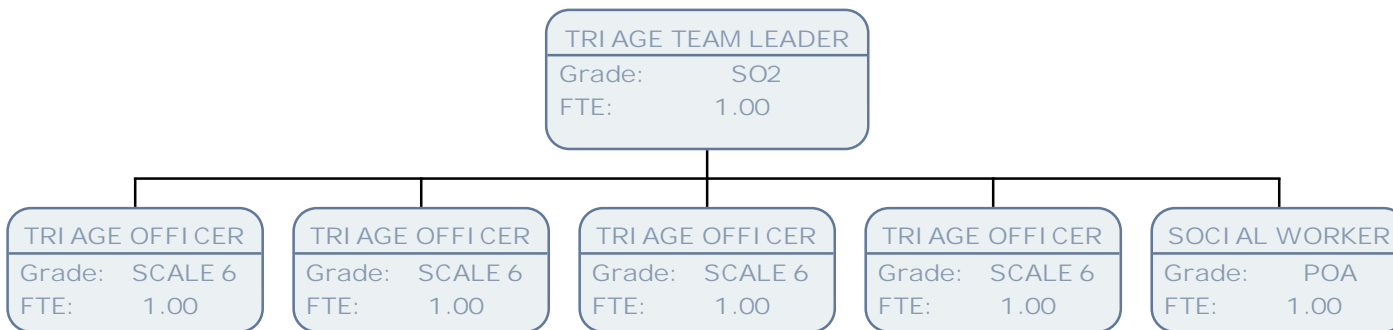 TRIAGE TEAM LEADER
Grade: SO2
FTE: 1.00
TRIAGE OFFICER
Grade: SCALE 6
FTE: 1.00
TRIAGE OFFICER
Grade: SCALE 6
FTE: 1.00
TRIAGE OFFICER
Grade: SCALE 6
FTE: 1.00
TRIAGE OFFICER
Grade: SCALE 6
FTE: 1.00
SOCIAL WORKER
Grade: POA
FTE: 1.00